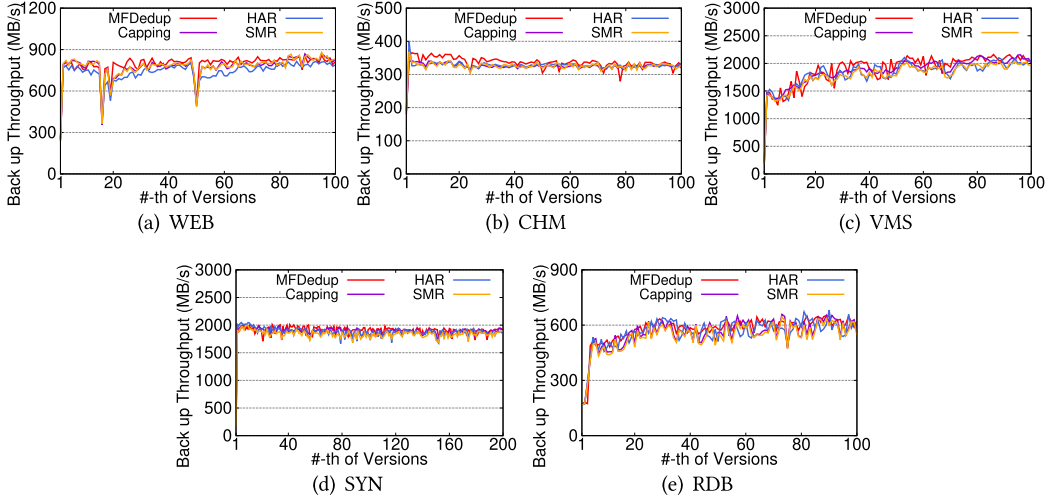 Back up Throughput (MB/s)
1200
900
600
300
0
MFDedup
Capping
HAR
SMR
1
20
40
60
80
100
#-th of Versions
(a) WEB
Back up Throughput (MB/s)
500
400
300
200
100
0
MFDedup
Capping
HAR
SMR
1
20
40
60
80
100
#-th of Versions
(b) CHM
Back up Throughput (MB/s)
3000
2500
2000
1500
1000
500
0
MFDedup
Capping
HAR
SMR
1
20
40
60
80
100
#-th of Versions
(c) VMS
Back up Throughput (MB/s)
3000
2500
2000
1500
1000
500
0
MFDedup
Capping
HAR
SMR
1
40
80
120
160
200
#-th of Versions
(d) SYN
Back up Throughput (MB/s)
900
600
300
0
MFDedup
Capping
HAR
SMR
1
20
40
60
80
100
#-th of Versions
(e) RDB